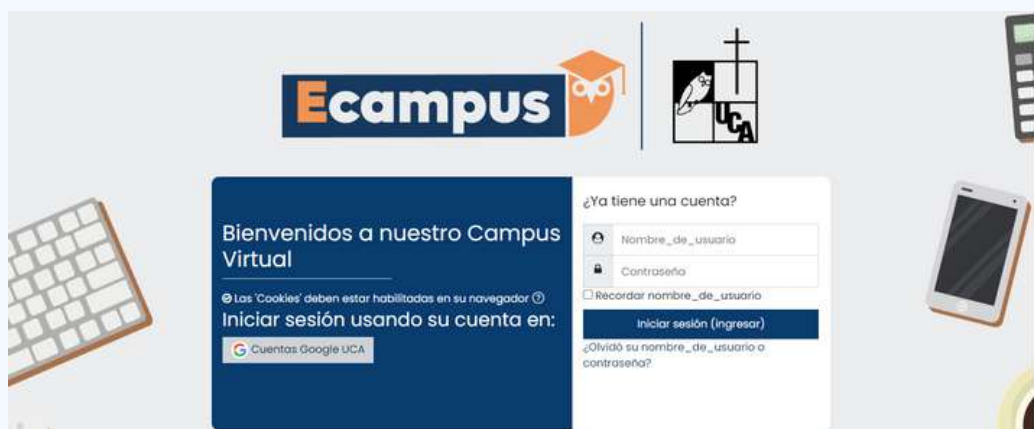 Ecampus
UCA
Bienvenidos a nuestro Campus
Virtual
Las 'Cookies' deben estar habilitadas en su navegador
Iniciar sesión usando su cuenta en:
Cuentas Google UCA
¿Ya tiene una cuenta?
Nombre_de_usuario
Contraseña
Recordar nombre_de_usuario
Iniciar sesión (ingresar)
¿Olvidó su nombre_de_usuario o
contraseña?